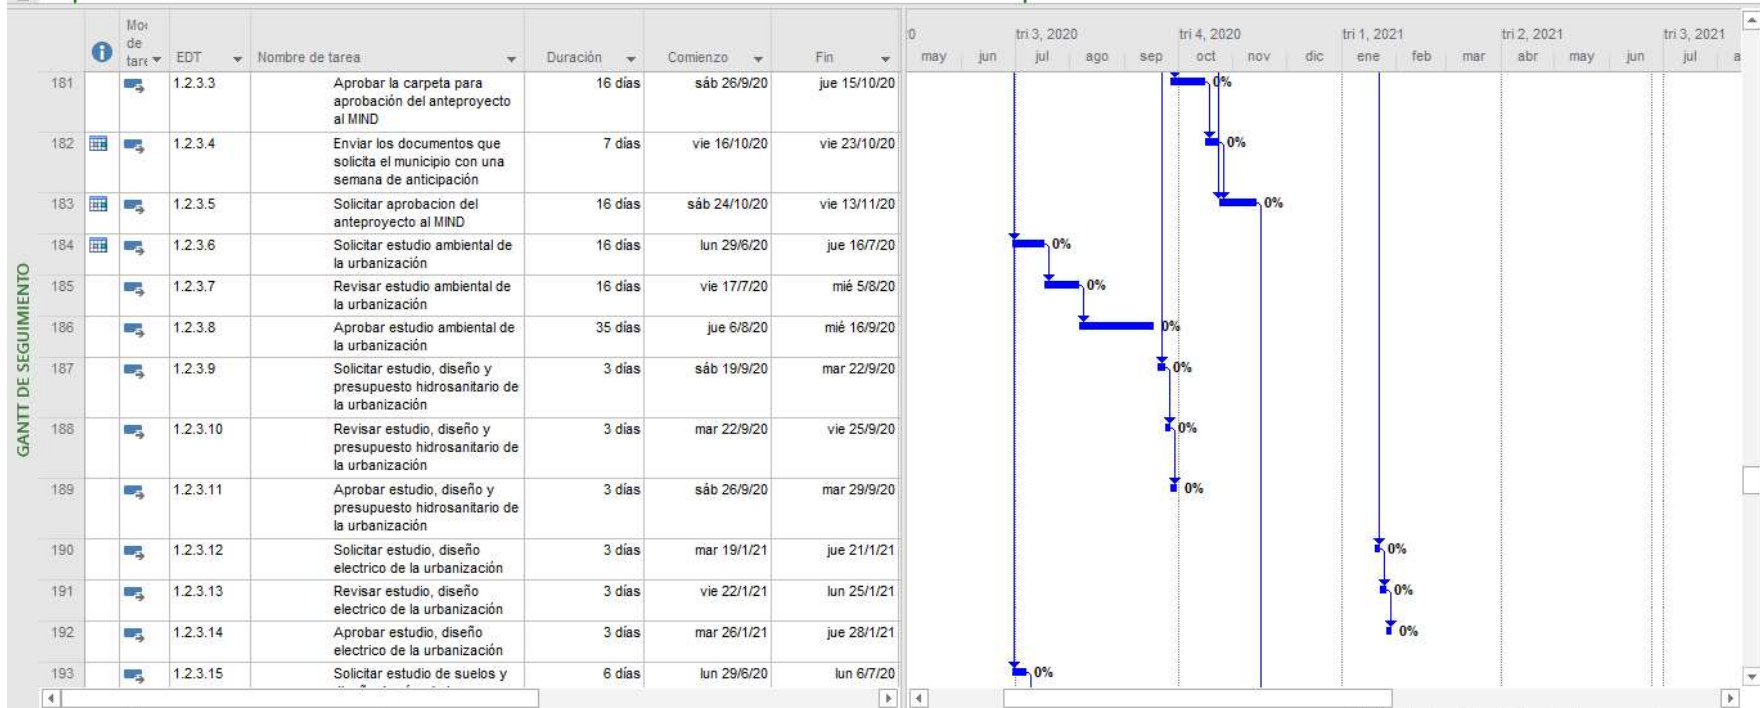 tri 3, 2020 tri 4, 2020 tri 1, 2021 tri 2, 2021 tri 3, 2021
EDT Nombre de tarea Duración Comienzo Fin may jun jul ago sep oct nov dic ene feb mar abr may jun jul
181 1.2.3.3 Aprobar la carpeta para 16 días sáb 26/9/20 jue 15/10/20 0%
aprobación del anteproyecto
al MIND
182 1.2.3.4 Enviar los documentos que 7 días vie 16/10/20 vie 23/10/20 0%
solicita el municipio con una
semana de anticipación
183 1.2.3.5 Solicitar aprobacion del 16 días sáb 24/10/20 vie 13/11/20 0%
anteproyecto al MIND
184 1.2.3.6 Solicitar estudio ambiental de 16 días lun 29/6/20 jue 16/7/20 0%
la urbanización
185 1.2.3.7 Revisar estudio ambiental de 16 días vie 17/7/20 mié 5/8/20 0%
la urbanización
186 1.2.3.8 Aprobar estudio ambiental de 35 días jue 6/8/20 mié 16/9/20 0%
la urbanización
187 1.2.3.9 Solicitar estudio, diseño y 3 días sáb 19/9/20 mar 22/9/20 0%
presupuesto hidrosanitario de
la urbanización
188 1.2.3.10 Revisar estudio, diseño y 3 días mar 22/9/20 vie 25/9/20 0%
presupuesto hidrosanitario de
la urbanización
189 1.2.3.11 Aprobar estudio, diseño y 3 días sáb 26/9/20 mar 29/9/20 0%
presupuesto hidrosanitario de
la urbanización
190 1.2.3.12 Solicitar estudio, diseño 3 días mar 19/1/21 jue 21/1/21 0%
electrico de la urbanización
191 1.2.3.13 Revisar estudio, diseño 3 días vie 22/1/21 lun 25/1/21 0%
electrico de la urbanización
192 1.2.3.14 Aprobar estudio, diseño 3 días mar 26/1/21 jue 28/1/21 0%
electrico de la urbanización
193 1.2.3.15 Solicitar estudio de suelos y 6 días lun 29/6/20 lun 6/7/20 0%
GANTT DE SEGUIMIENTO